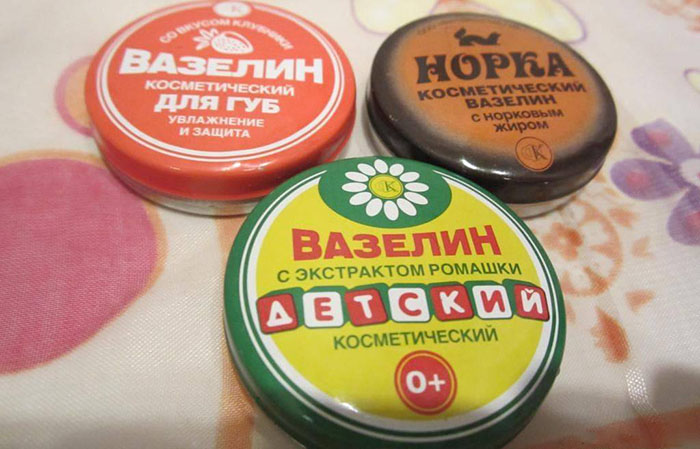 СО ВКУСОМ КЛУБНИКИ
ВАЗЕЛИН
КОСМЕТИЧЕСКИЙ
ДЛЯ ГУБ
УВЛАЖНЕНИЕ
И ЗАЩИТА
НОРКА
КОСМЕТИЧЕСКИЙ
ВАЗЕЛИН
С НОРКОВЫМ
ЖИРОМ
К
ВАЗЕЛИН
С ЭКСТРАКТОМ РОМАШКИ
ДЕТСКИЙ
КОСМЕТИЧЕСКИЙ
0+